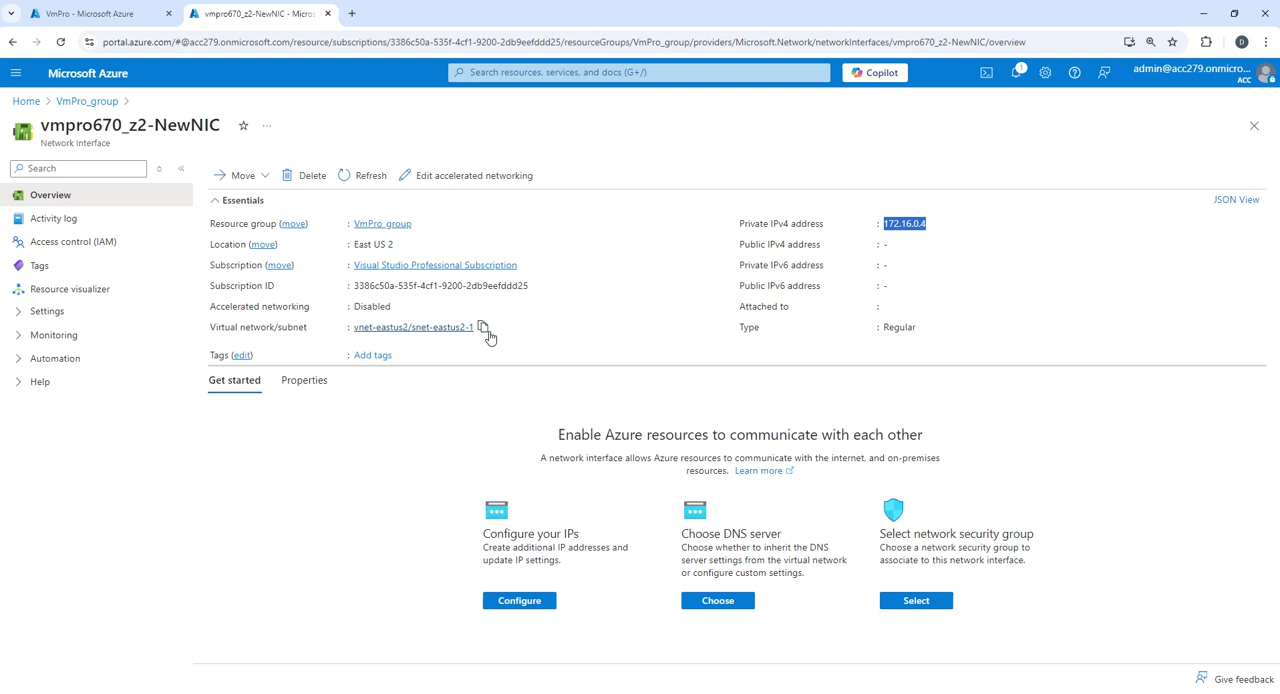 VmPro - Microsoft Azure
vmpro670_z2-NewNIC - Micros
portal.azure.com/#@acc279.onmicrosoft.com/resource/subscriptions/3386c50a-535f-4cf1-9200-2db9eefddd25/resourceGroups/VmPro_group/providers/Microsoft.Network/networkInterfaces/vmpro670_z2-NewNIC/overview
D
Microsoft Azure
Search resources, services, and docs (G+/)
Copilot
1
admin@acc279.onmicro...
ACC
Home > VmPro_group >
vmpro670_z2-NewNIC
Network Interface
Search
Move
Delete
Refresh
Edit accelerated networking
Overview
Activity log
Access control (IAM)
Tags
Resource visualizer
Settings
Monitoring
Automation
Help
Essentials
JSON View
Resource group (move) : VmPro_group
Location (move) : East US 2
Subscription (move) : Visual Studio Professional Subscription
Subscription ID : 3386c50a-535f-4cf1-9200-2db9eefddd25
Accelerated networking : Disabled
Virtual network/subnet : vnet-eastus2/snet-eastus2-1
Private IPv4 address : 172.16.0.4
Public IPv4 address : -
Private IPv6 address : -
Public IPv6 address : -
Attached to :
Type : Regular
Tags (edit) : Add tags
Get started
Properties
Enable Azure resources to communicate with each other
A network interface allows Azure resources to communicate with the internet, and on-premises
resources. Learn more
Configure your IPs
Create additional IP addresses and
update IP settings.
Configure
Choose DNS server
Choose whether to inherit the DNS
server settings from the virtual network
or configure custom settings.
Choose
Select network security group
Choose a network security group to
associate to this network interface.
Select
Give feedback